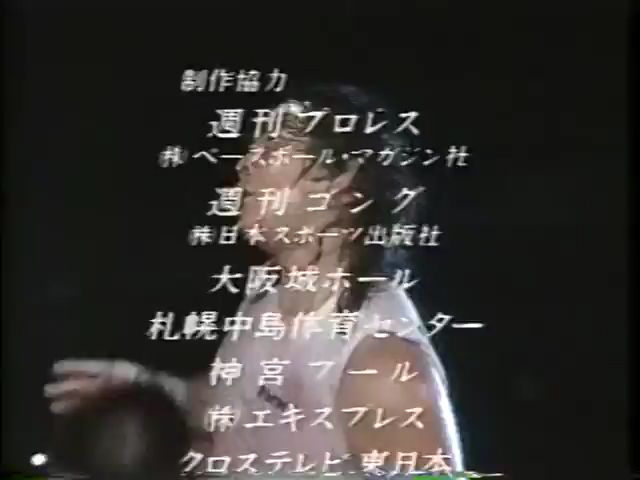 制作協力
週刊プロレス
㈱ベースボール・マガジン社
週刊ゴング
㈱日本スポーツ出版社
大阪城ホール
札幌中島体育センター
神宮プール
㈱エキスプレス
クロステレビ東日本